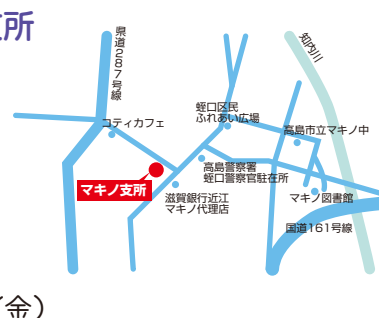 所
県道287号線
知内川
蛭口区民
ふれあい広場
コティカフェ
高島市立マキノ中
高島警察署
蛭口警察官駐在所
マキノ支所
滋賀銀行近江
マキノ代理店
マキノ図書館
国道161号線
（金）